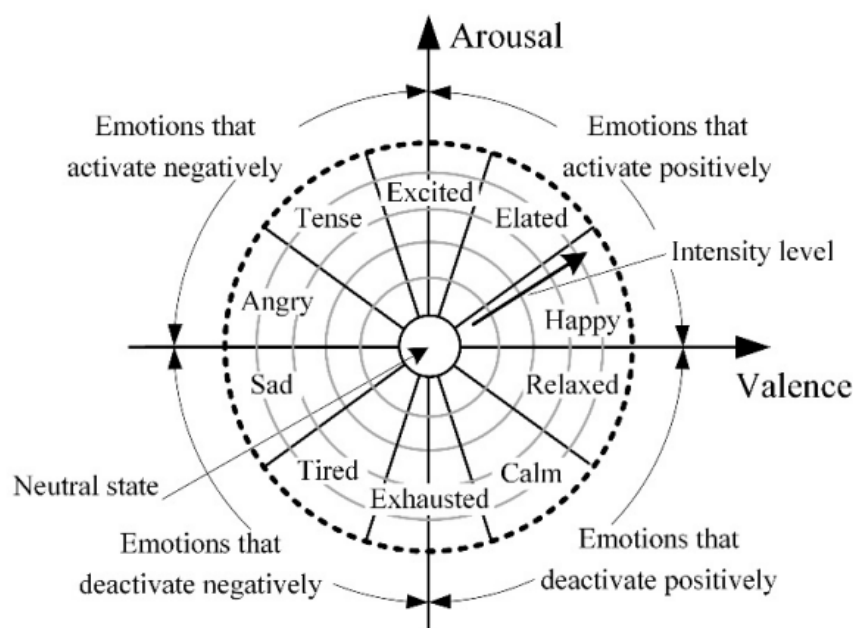 Arousal
Emotions that
activate negatively
Emotions that
activate positively
Excited
Tense
Elated
Intensity level
Angry
Happy
Sad
Relaxed
Valence
Tired
Calm
Neutral state
Exhausted
Emotions that
deactivate negatively
Emotions that
deactivate positively